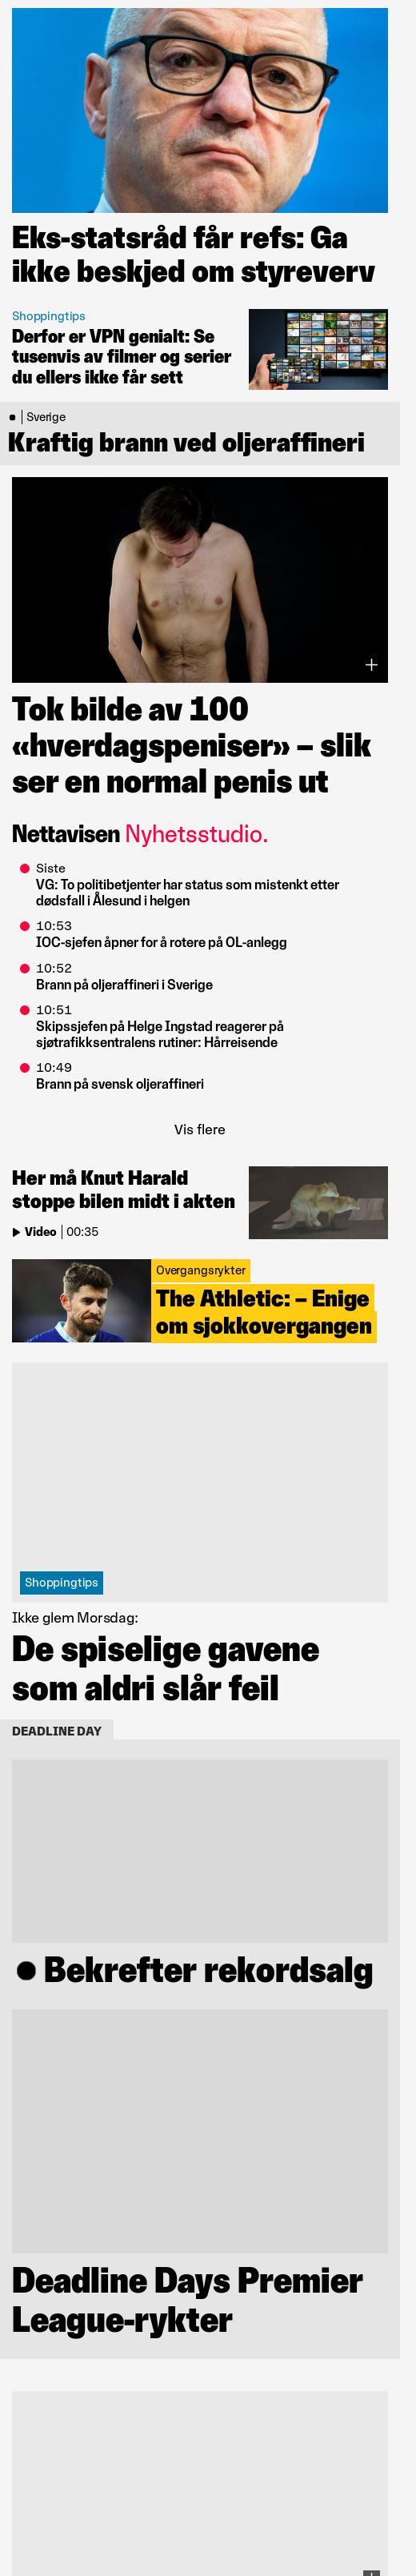 Eks-statsråd får refs: Ga
ikke beskjed om styreverv
Shoppingtips
Derfor er VPN genialt: Se
tusenvis av filmer og serier
du ellers ikke får sett
Sverige
Kraftig brann ved oljeraffineri
Tok bilde av 100
«hverdagspeniser» – slik
ser en normal penis ut
Nettavisen Nyhetsstudio.
Siste
VG: To politibetjenter har status som mistenkt etter
dødsfall i Ålesund i helgen
10:53
IOC-sjefen åpner for å rotere på OL-anlegg
10:52
Brann på oljeraffineri i Sverige
10:51
Skipssjefen på Helge Ingstad reagerer på
sjøtrafikksentralens rutiner: Hårreisende
10:49
Brann på svensk oljeraffineri
Vis flere
Her må Knut Harald
stoppe bilen midt i akten
Video 00:35
Overgangsrykter
The Athletic: – Enige
om sjokkovergangen
Shoppingtips
Ikke glem Morsdag:
De spiselige gavene
som aldri slår feil
DEADLINE DAY
Bekrefter rekordsalg
Deadline Days Premier
League-rykter